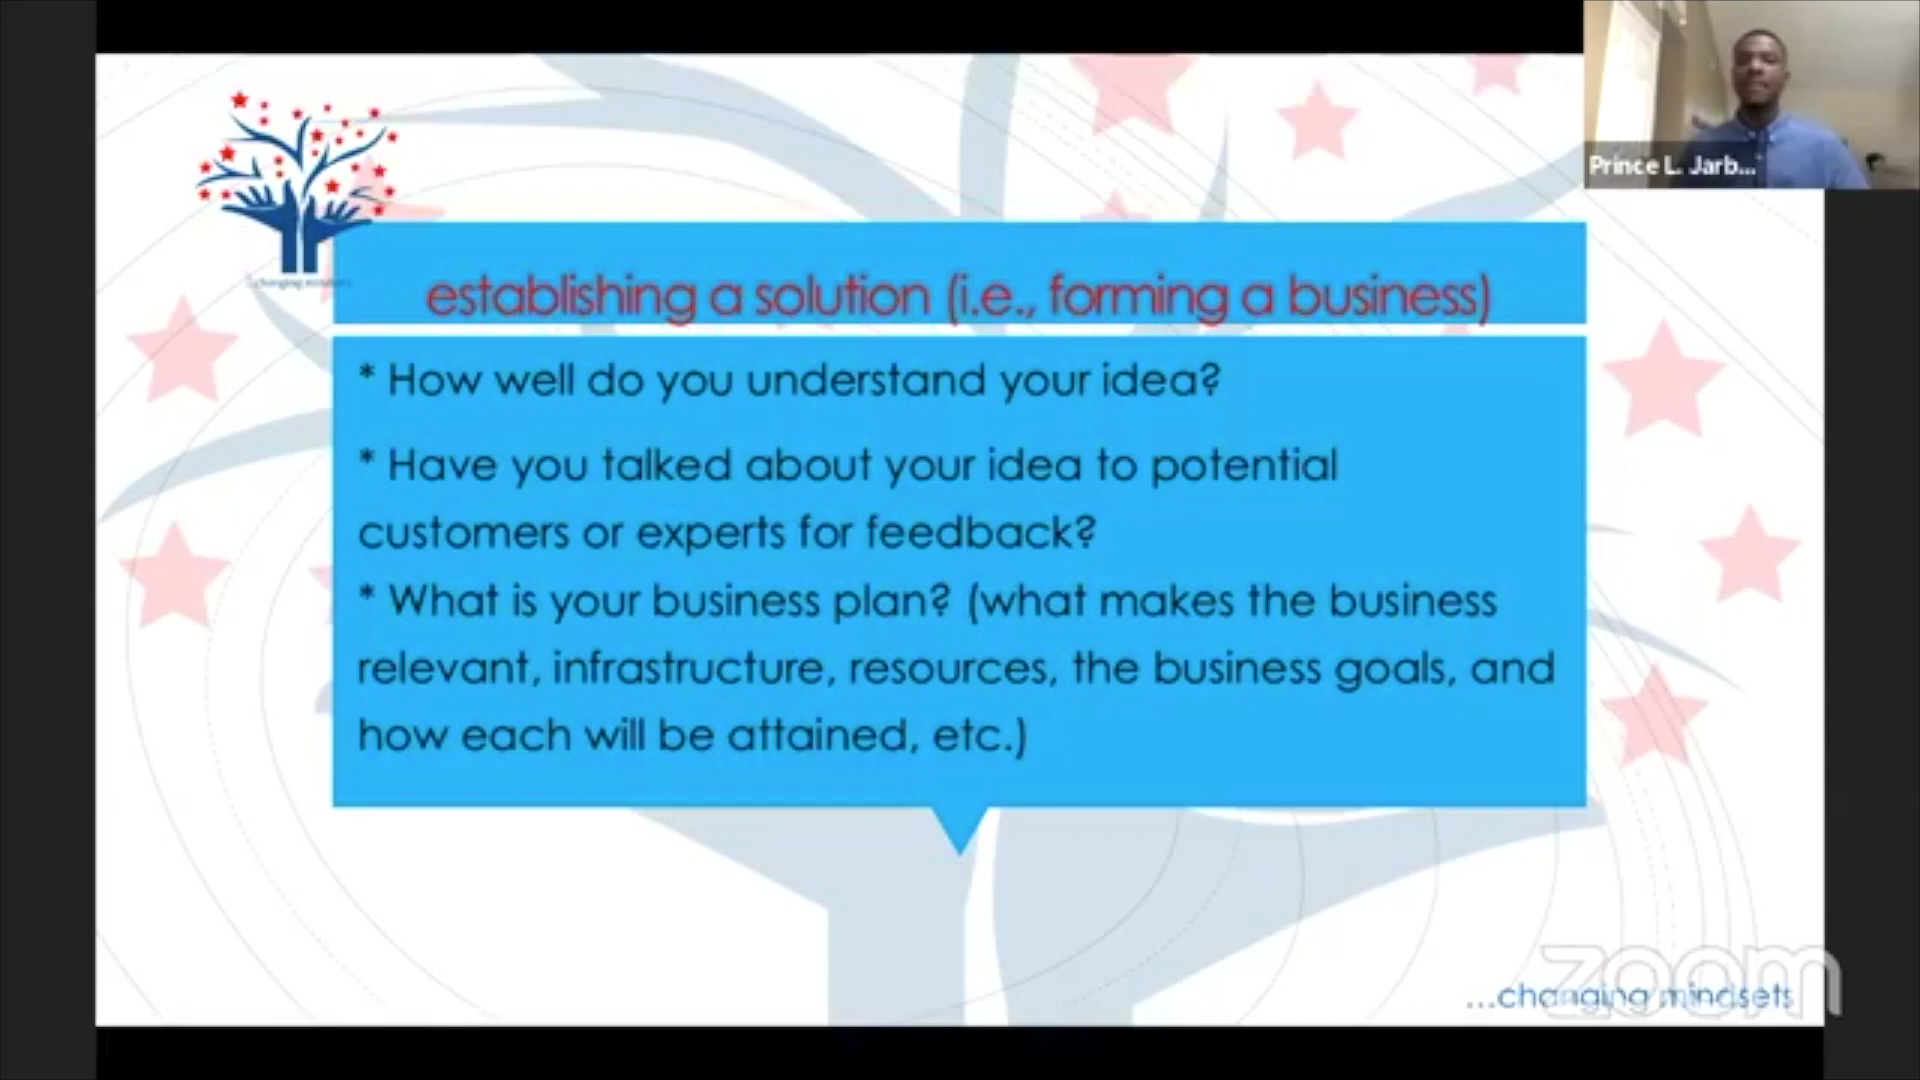 Prince L. Jarb...
establishing a solution (i.e., forming a business)
* How well do you understand your idea?
* Have you talked about your idea to potential
customers or experts for feedback?
* What is your business plan? (what makes the business
relevant, infrastructure, resources, the business goals, and
how each will be attained, etc.)
zoom
...changing mindsets